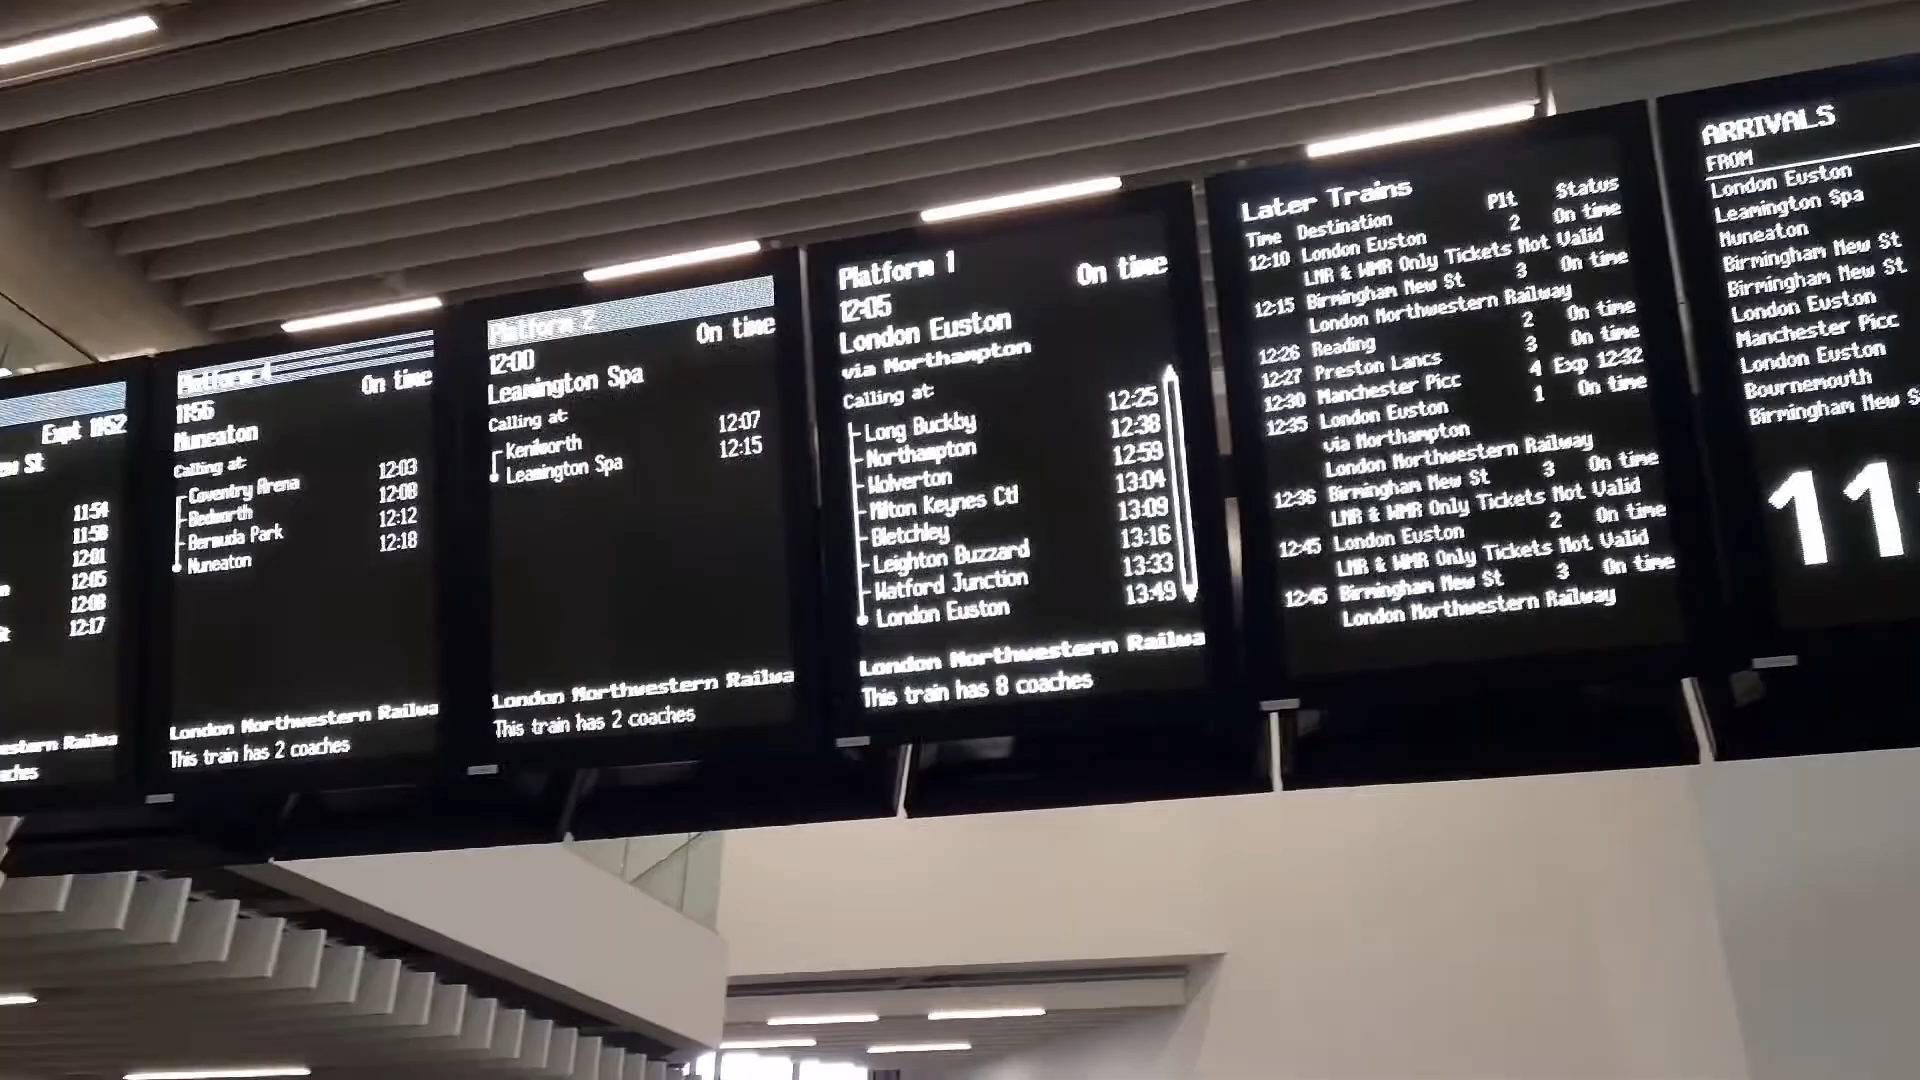 Expt 11:52
ew St
11:54
11:58
12:01
12:05
12:08
12:17
estern Railwa
aches
Platform 4
On time
11:56
Nuneaton
Calling at:
Coventry Arena 12:03
Bedworth 12:08
Bermuda Park 12:12
Nuneaton 12:18
London Northwestern Railwa
This train has 2 coaches
Platform 2
On time
12:00
Leamington Spa
Calling at:
Kenilworth 12:07
Leamington Spa 12:15
London Northwestern Railwa
This train has 2 coaches
Platform 1
On time
12:05
London Euston
via Northampton
Calling at:
Long Buckby 12:25
Northampton 12:38
Wolverton 12:59
Milton Keynes Ctl 13:04
Bletchley 13:09
Leighton Buzzard 13:16
Watford Junction 13:33
London Euston 13:49
London Northwestern Railwa
This train has 8 coaches
Later Trains
Time Destination Plt Status
12:10 London Euston 2 On time
LNR & WMR Only Tickets Not Valid
12:15 Birmingham New St 3 On time
London Northwestern Railway
12:26 Reading 2 On time
12:27 Preston Lancs 3 On time
12:30 Manchester Picc 4 Exp 12:32
12:35 London Euston 1 On time
via Northampton
London Northwestern Railway
12:36 Birmingham New St 3 On time
LNR & WMR Only Tickets Not Valid
12:45 London Euston 2 On time
LNR & WMR Only Tickets Not Valid
12:45 Birmingham New St 3 On time
London Northwestern Railway
ARRIVALS
FROM
London Euston
Leamington Spa
Nuneaton
Birmingham New St
Birmingham New St
London Euston
Manchester Picc
London Euston
Bournemouth
Birmingham New S
11